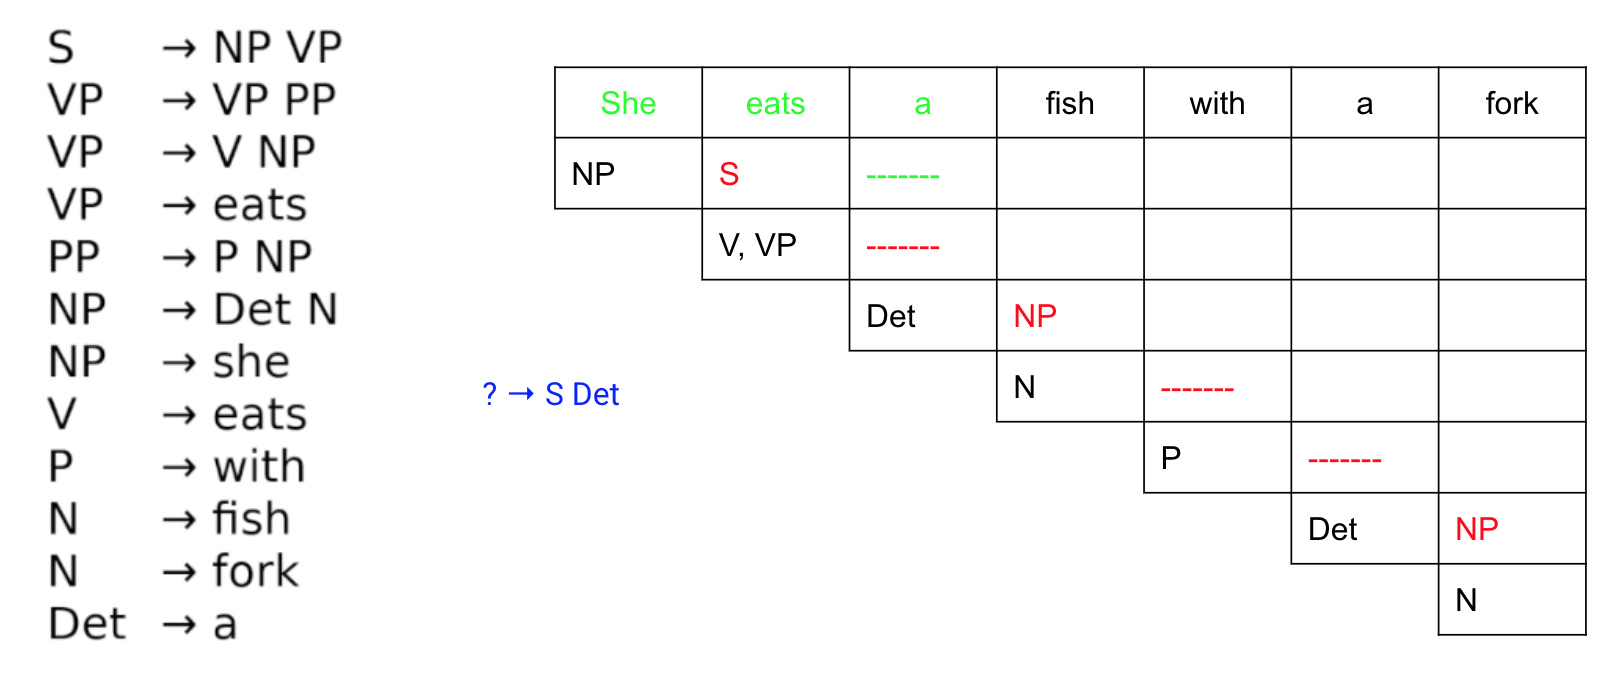 S → NP VP
VP → VP PP
VP → V NP
VP → eats
PP → P NP
NP → Det N
NP → she
V → eats
P → with
N → fish
N → fork
Det → a
? → S Det
She eats a fish with a fork
NP S -------
V, VP -------
Det NP
N -------
P -------
Det NP
N